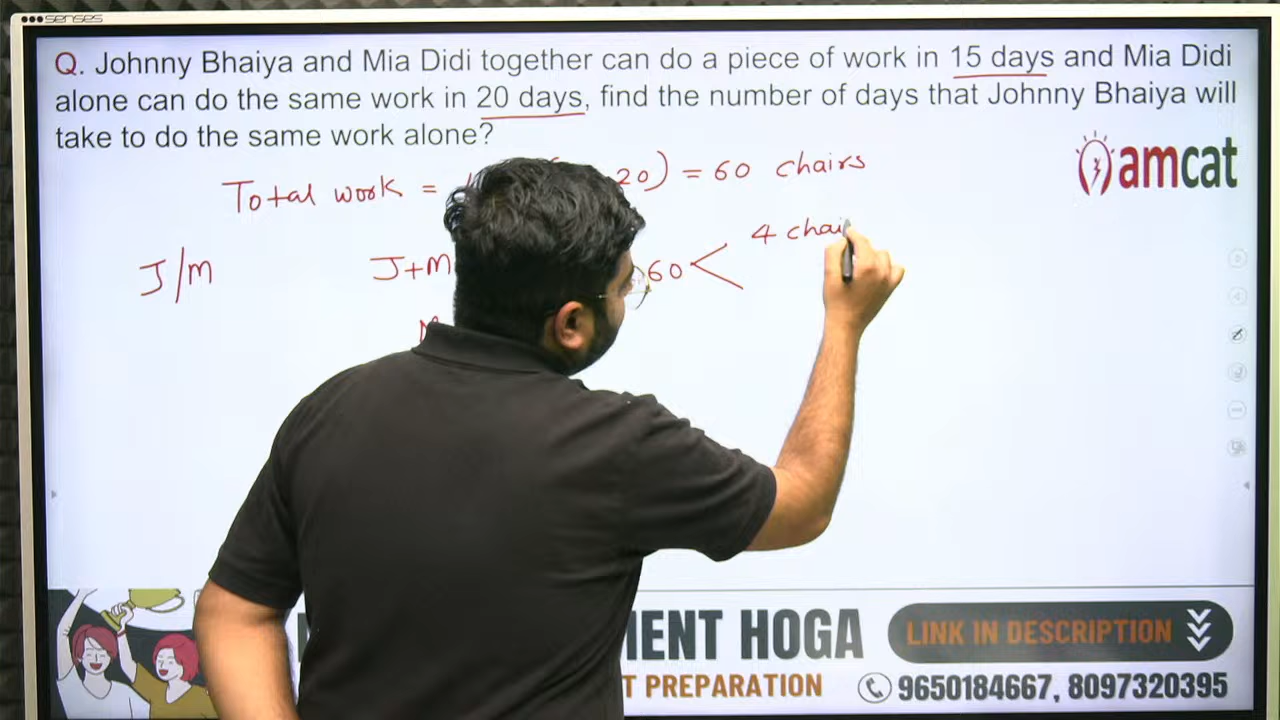 senses
Q. Johnny Bhaiya and Mia Didi together can do a piece of work in 15 days and Mia Didi
alone can do the same work in 20 days, find the number of days that Johnny Bhaiya will
take to do the same work alone?
amcat
Total work = 20) = 60 chairs
J/M
J+M 60 < 4 chai
M
MENT HOGA
LINK IN DESCRIPTION
T PREPARATION
9650184667, 8097320395